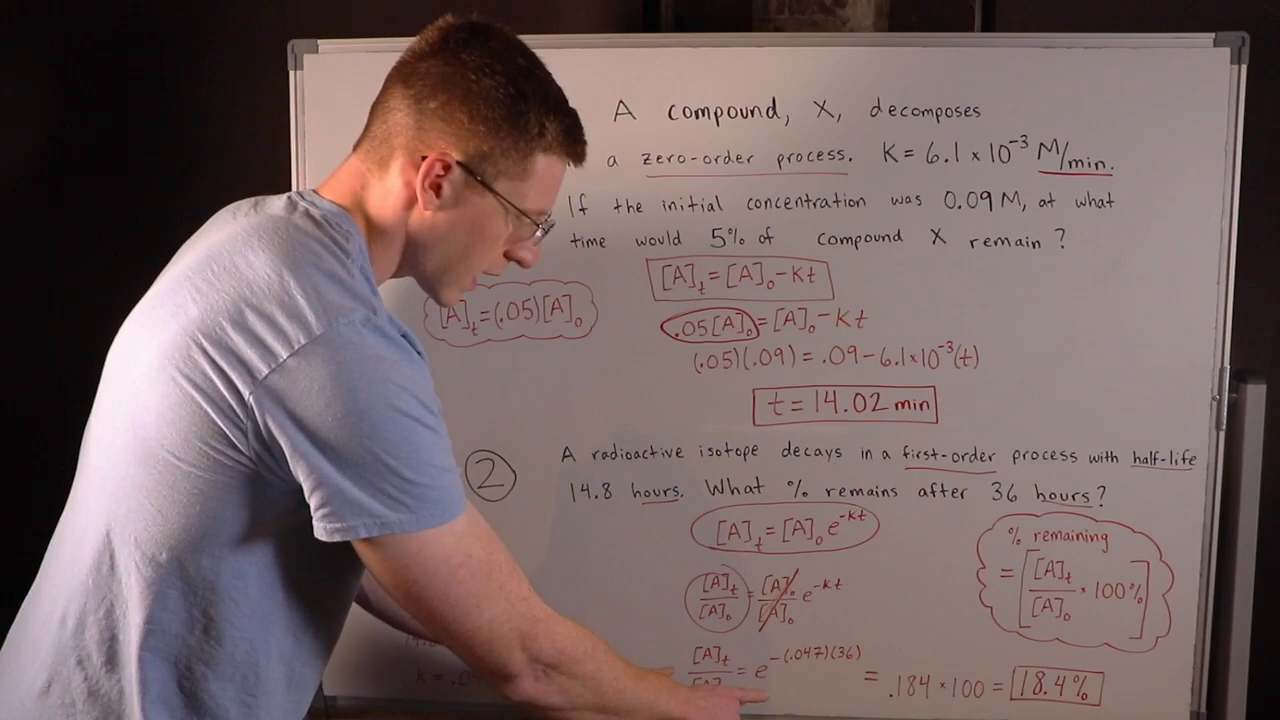 A compound, X, decomposes
a zero-order process. K = 6.1 x 10⁻³ M/min.
If the initial concentration was 0.09 M, at what
time would 5% of compound X remain?
[A]t = [A]₀ - Kt
[A]t = (.05)[A]₀
.05[A]₀ = [A]₀ - Kt
(.05)(.09) = .09 - 6.1x10⁻³(t)
t = 14.02 min
2
A radioactive isotope decays in a first-order process with half-life
14.8 hours. What % remains after 36 hours?
[A]t = [A]₀ e^-Kt
% remaining
= [[A]t/[A]₀ • 100%]
[A]t/[A]₀ = [A]₀/[A]₀ e^-Kt
[A]t/[A] = e^-(.047)(36) = .184 x 100 = 18.4%
K =